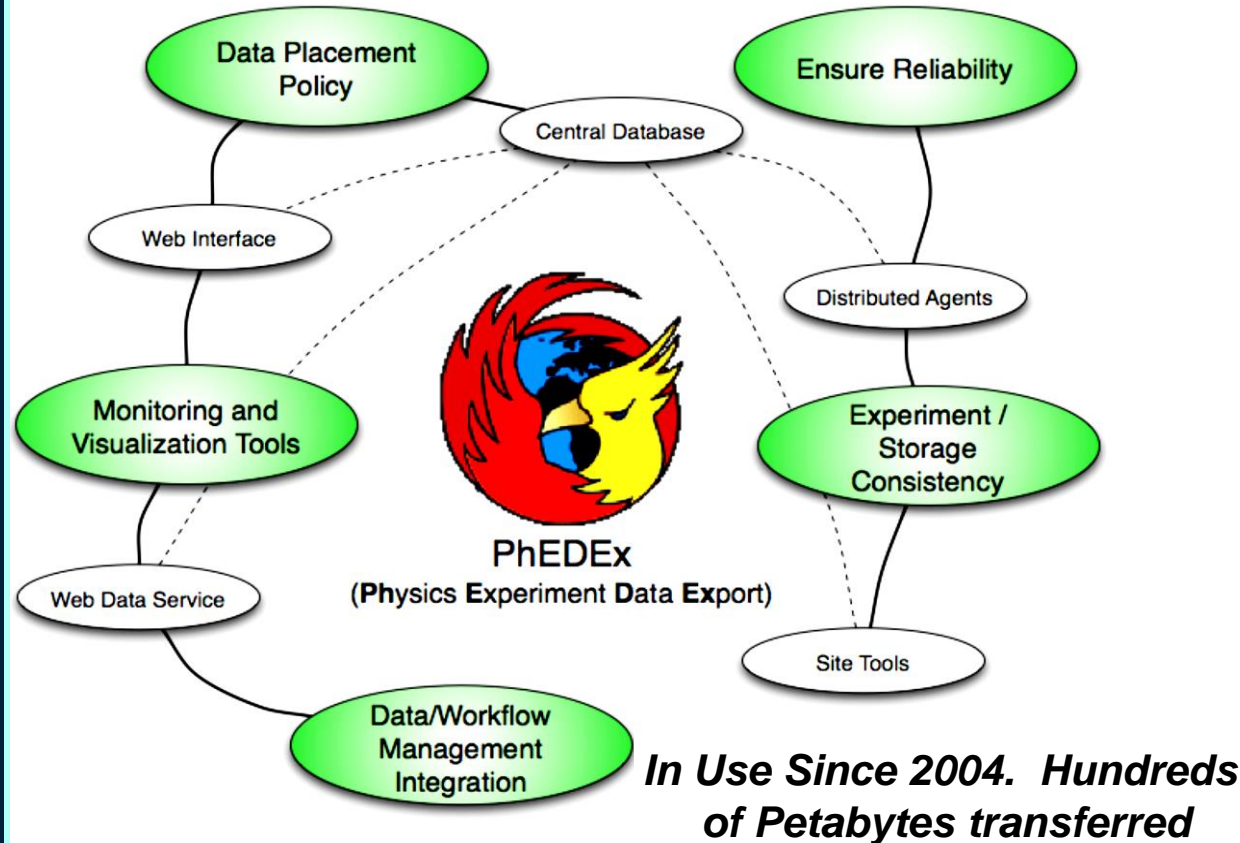 Data Placement
Policy
Ensure Reliability
Central Database
Web Interface
Distributed Agents
Monitoring and
Visualization Tools
Experiment /
Storage
Consistency
PhEDEx
(Physics Experiment Data Export)
Web Data Service
Site Tools
Data/Workflow
Management
Integration
In Use Since 2004. Hundreds
of Petabytes transferred